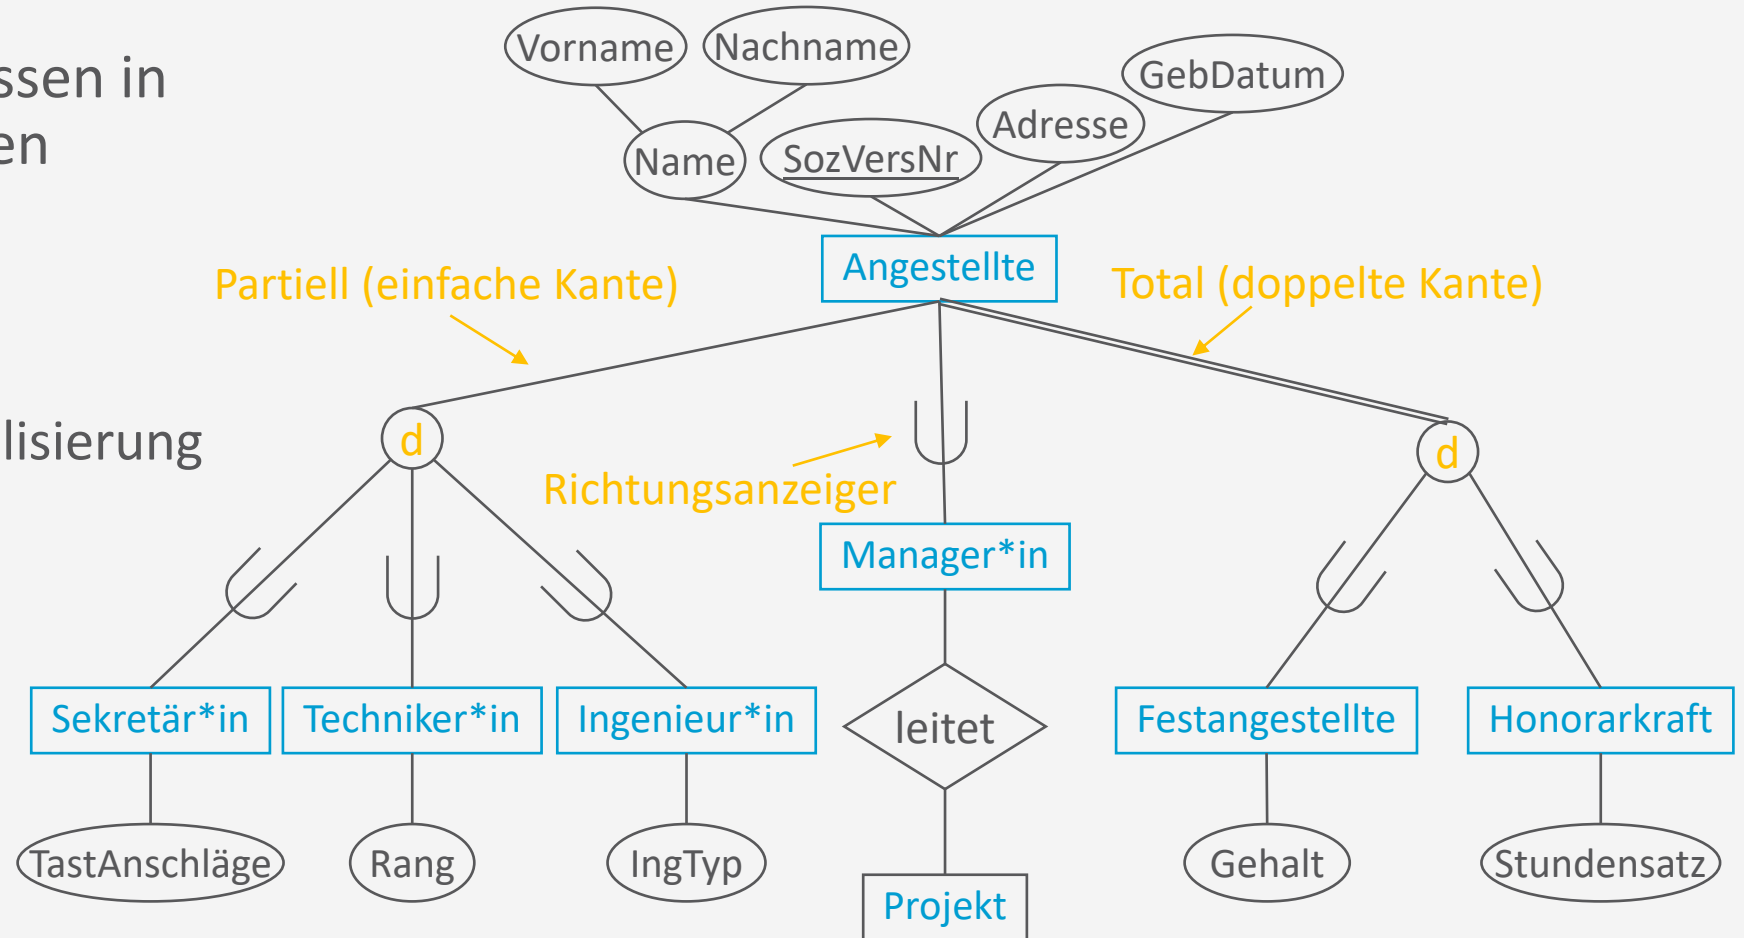 ssen in
en
Vorname
Nachname
GebDatum
Adresse
Name
SozVersNr
Angestellte
Partiell (einfache Kante)
Total (doppelte Kante)
lisierung
d
d
Richtungsanzeiger
Manager*in
Sekretär*in
Techniker*in
Ingenieur*in
leitet
Festangestellte
Honorarkraft
TastAnschläge
Rang
IngTyp
Gehalt
Stundensatz
Projekt